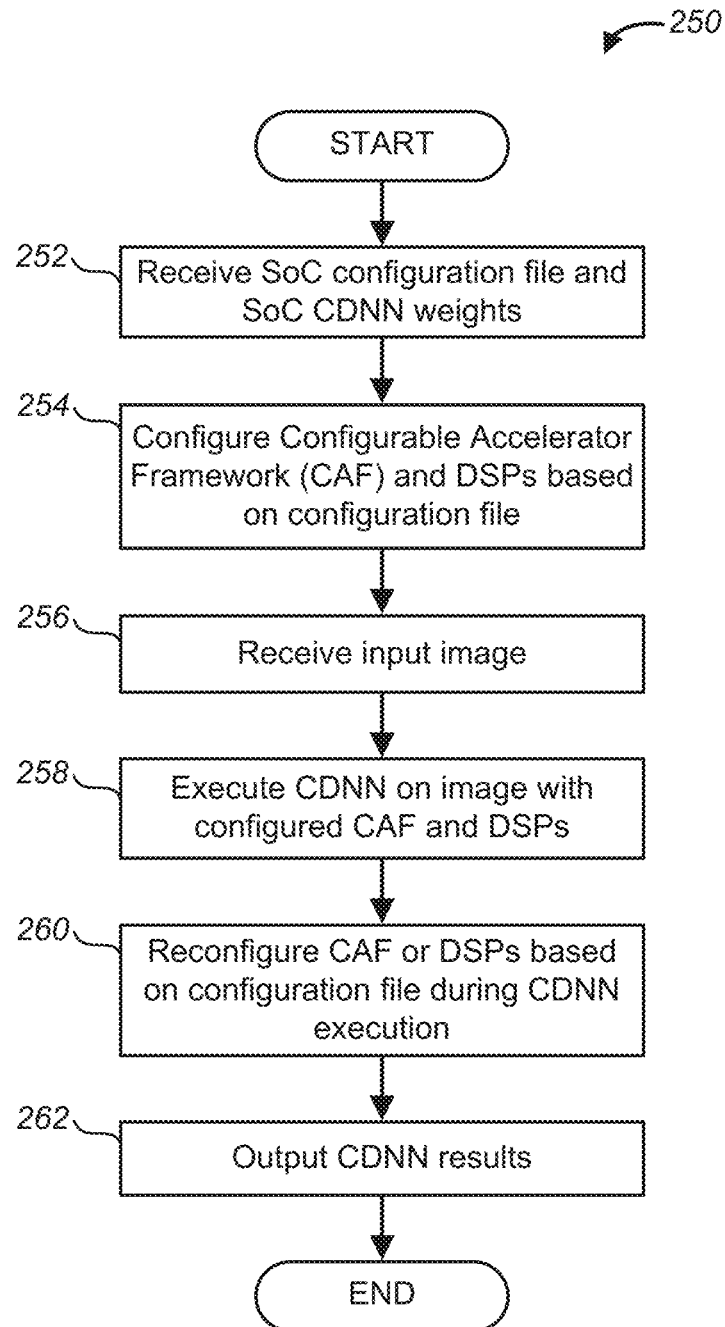 250
START
252
Receive SoC configuration file and
SoC CDNN weights
254
Configure Configurable Accelerator
Framework (CAF) and DSPs based
on configuration file
256
Receive input image
258
Execute CDNN on image with
configured CAF and DSPs
260
Reconfigure CAF or DSPs based
on configuration file during CDNN
execution
262
Output CDNN results
END